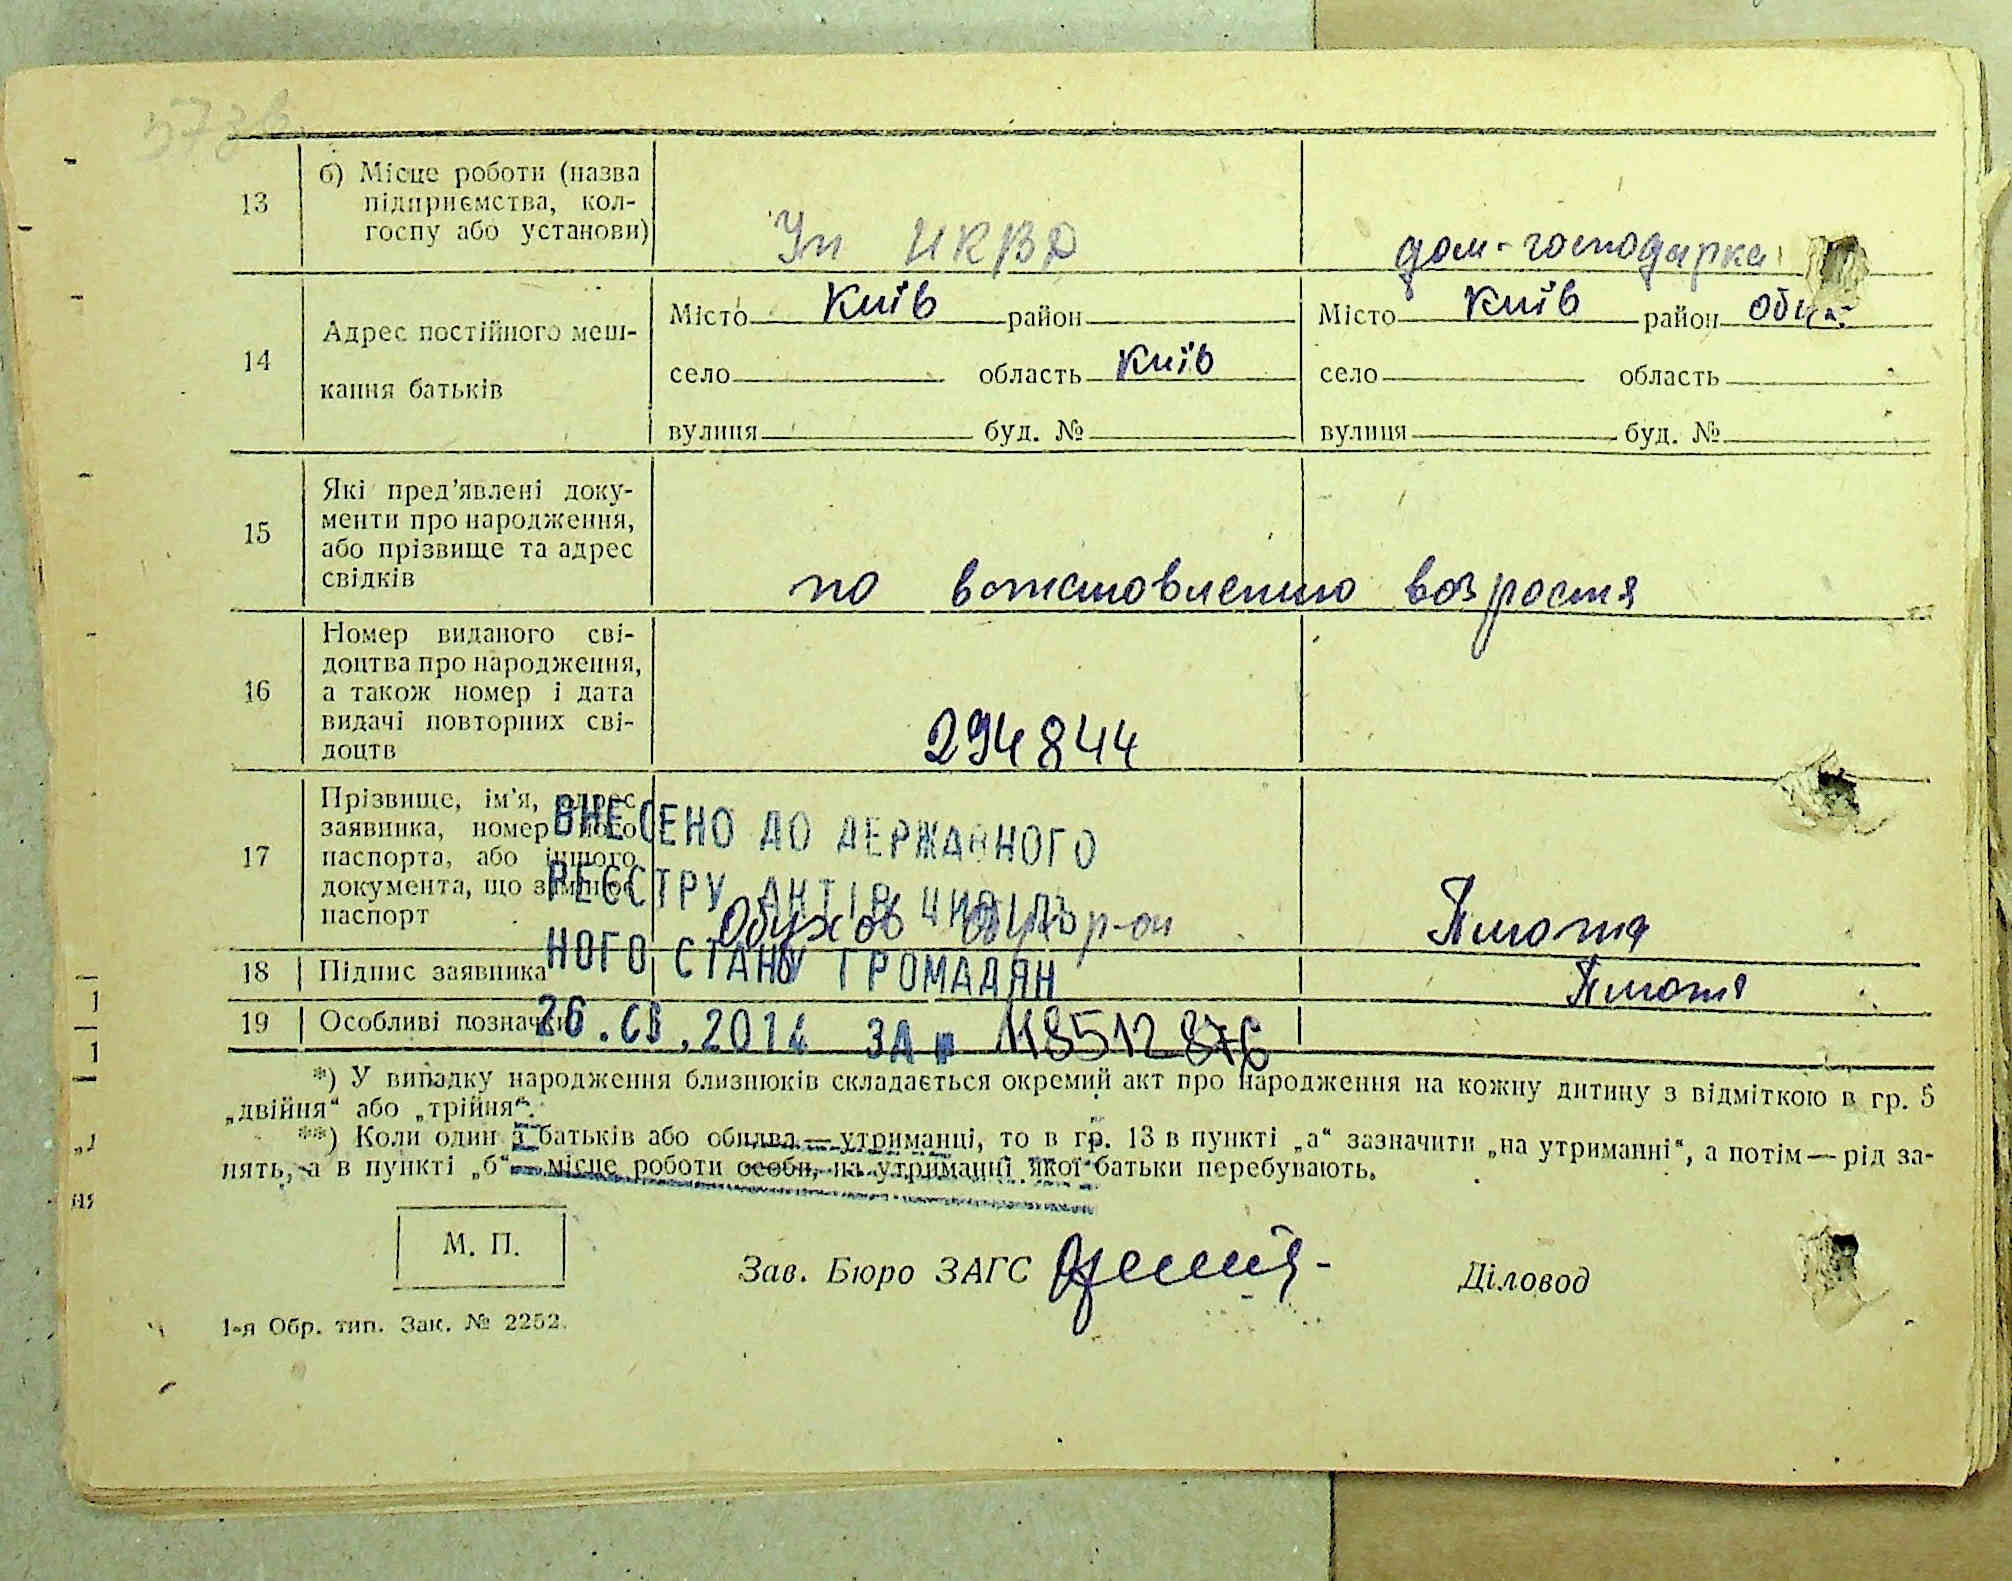 13
б) Місце роботи (назва
підприємства, кол-
госпу або установи)
Уп НКВД
дом-господарка
14
Адрес постійного меш-
кання батьків
Місто Київ район
село область Київ
вулиця буд. №
Місто Київ район
село область
вулиця буд. №
15
Які пред'явлені доку-
менти про народження,
або прізвище та адрес
свідків
по возростя
16
Номер виданого сві-
доцтва про народження,
а також номер і дата
видачі повторних сві-
доцтв
294844
17
Прізвище, ім'я, адрес
заявника, номер його
паспорта, або іншого
документа, що замінює
паспорт
Обухов р-он
ВНЕСЕНО ДО ДЕРЖАВНОГО
РЕЄСТРУ АКТІВ ЦИВІЛЬ
НОГО СТАНУ ГРОМАДЯН
26.03.2014 ЗА №
18
Підпис заявника
19
Особливі позначки
*) У випадку народження близнюків складається окремий акт про народження на кожну дитину з відміткою в гр. 5
„двійня“ або „трійня“.
**) Коли один з батьків або обидва — утриманці, то в гр. 13 в пункті „а“ зазначити „на утриманні“, а потім — рід за-
нять, а в пункті „б“ — місце роботи особи, на утриманні якої батьки перебувають.
М. П.
Зав. Бюро ЗАГС
Діловод
1-я Обр. тип. Зак. № 2252.